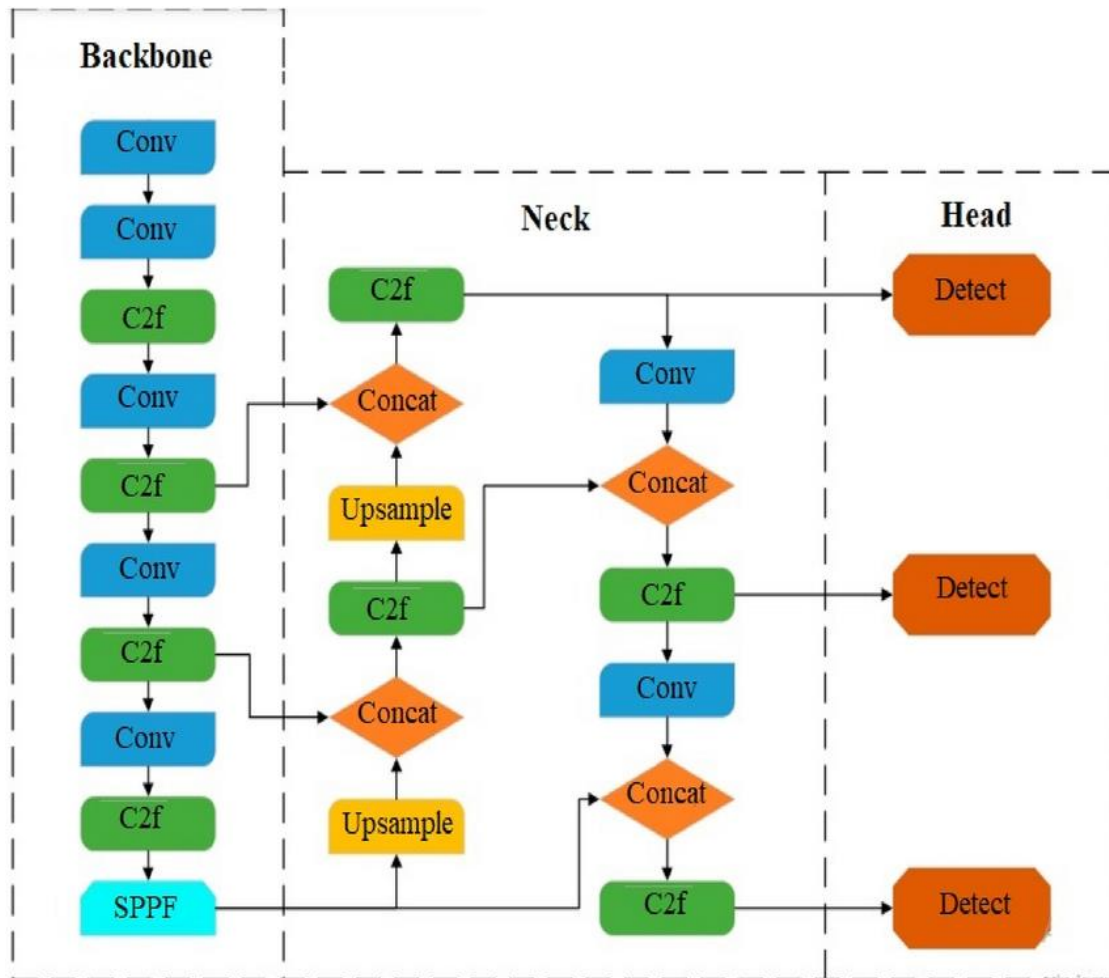 Backbone
Conv
Conv
C2f
Conv
C2f
Conv
C2f
Conv
C2f
SPPF
Neck
C2f
Concat
Upsample
C2f
Concat
Upsample
Conv
Concat
C2f
Conv
Concat
C2f
Head
Detect
Detect
Detect